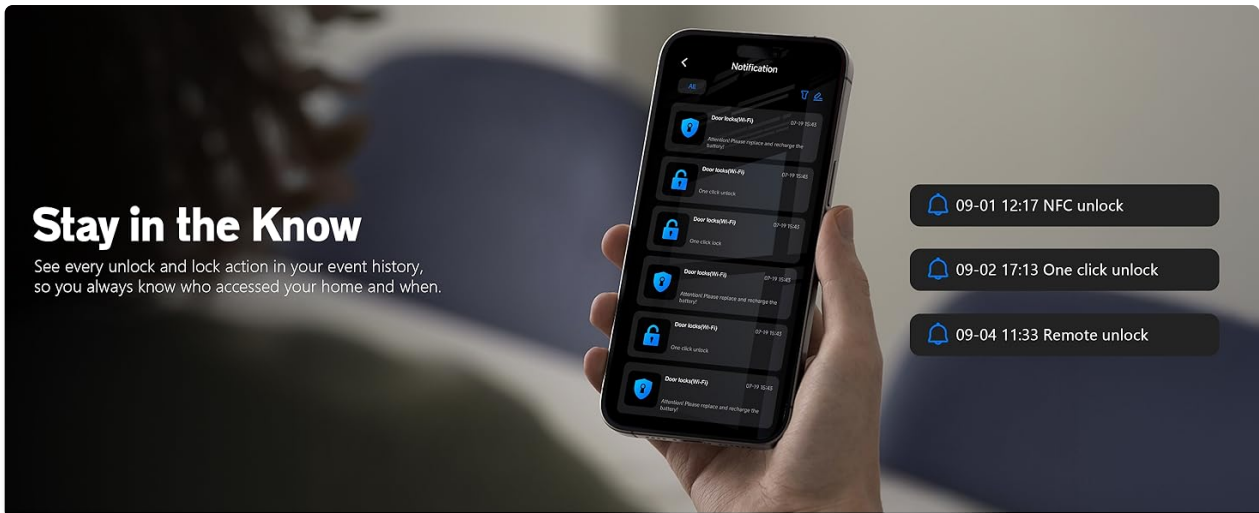 Stay in the Know
See every unlock and lock action in your event history,
so you always know who accessed your home and when.
Notification
All
Door locks(Wi-Fi)
07-19 15:43
Attention! Please replace and recharge the
battery!
Door locks(Wi-Fi)
07-19 15:43
One click unlock
Door locks(Wi-Fi)
07-19 15:43
One click lock
Door locks(Wi-Fi)
07-19 15:43
Attention! Please replace and recharge the
battery!
Door locks(Wi-Fi)
07-19 15:43
One click unlock
Door locks(Wi-Fi)
07-19 15:43
Attention! Please replace and recharge the
battery!
09-01 12:17 NFC unlock
09-02 17:13 One click unlock
09-04 11:33 Remote unlock